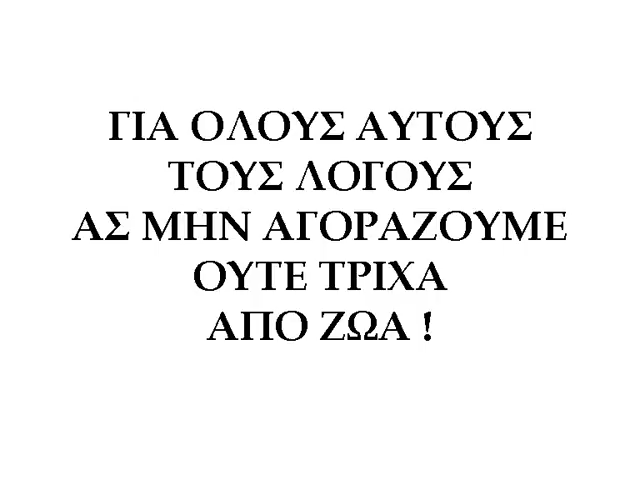 ΓΙΑ ΟΛΟΥΣ ΑΥΤΟΥΣ
ΤΟΥΣ ΛΟΓΟΥΣ
ΑΣ ΜΗΝ ΑΓΟΡΑΖΟΥΜΕ
ΟΥΤΕ ΤΡΙΧΑ
ΑΠΟ ΖΩΑ !